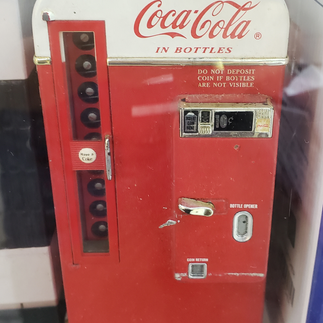 Coca-Cola ®
IN BOTTLES
DO NOT DEPOSIT
COIN IF BOTTLES
ARE NOT VISIBLE
BOTTLE OPENER
COIN RETURN